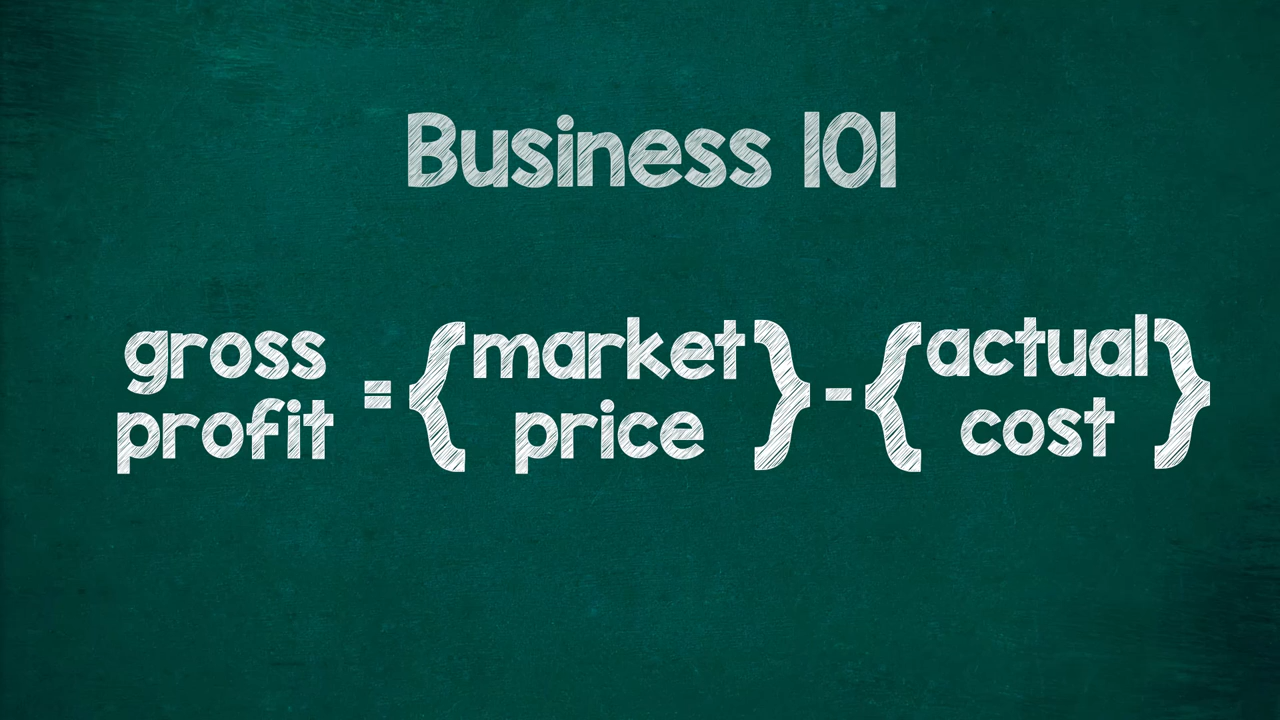 Business 101
gross profit = { market price } - { actual cost }